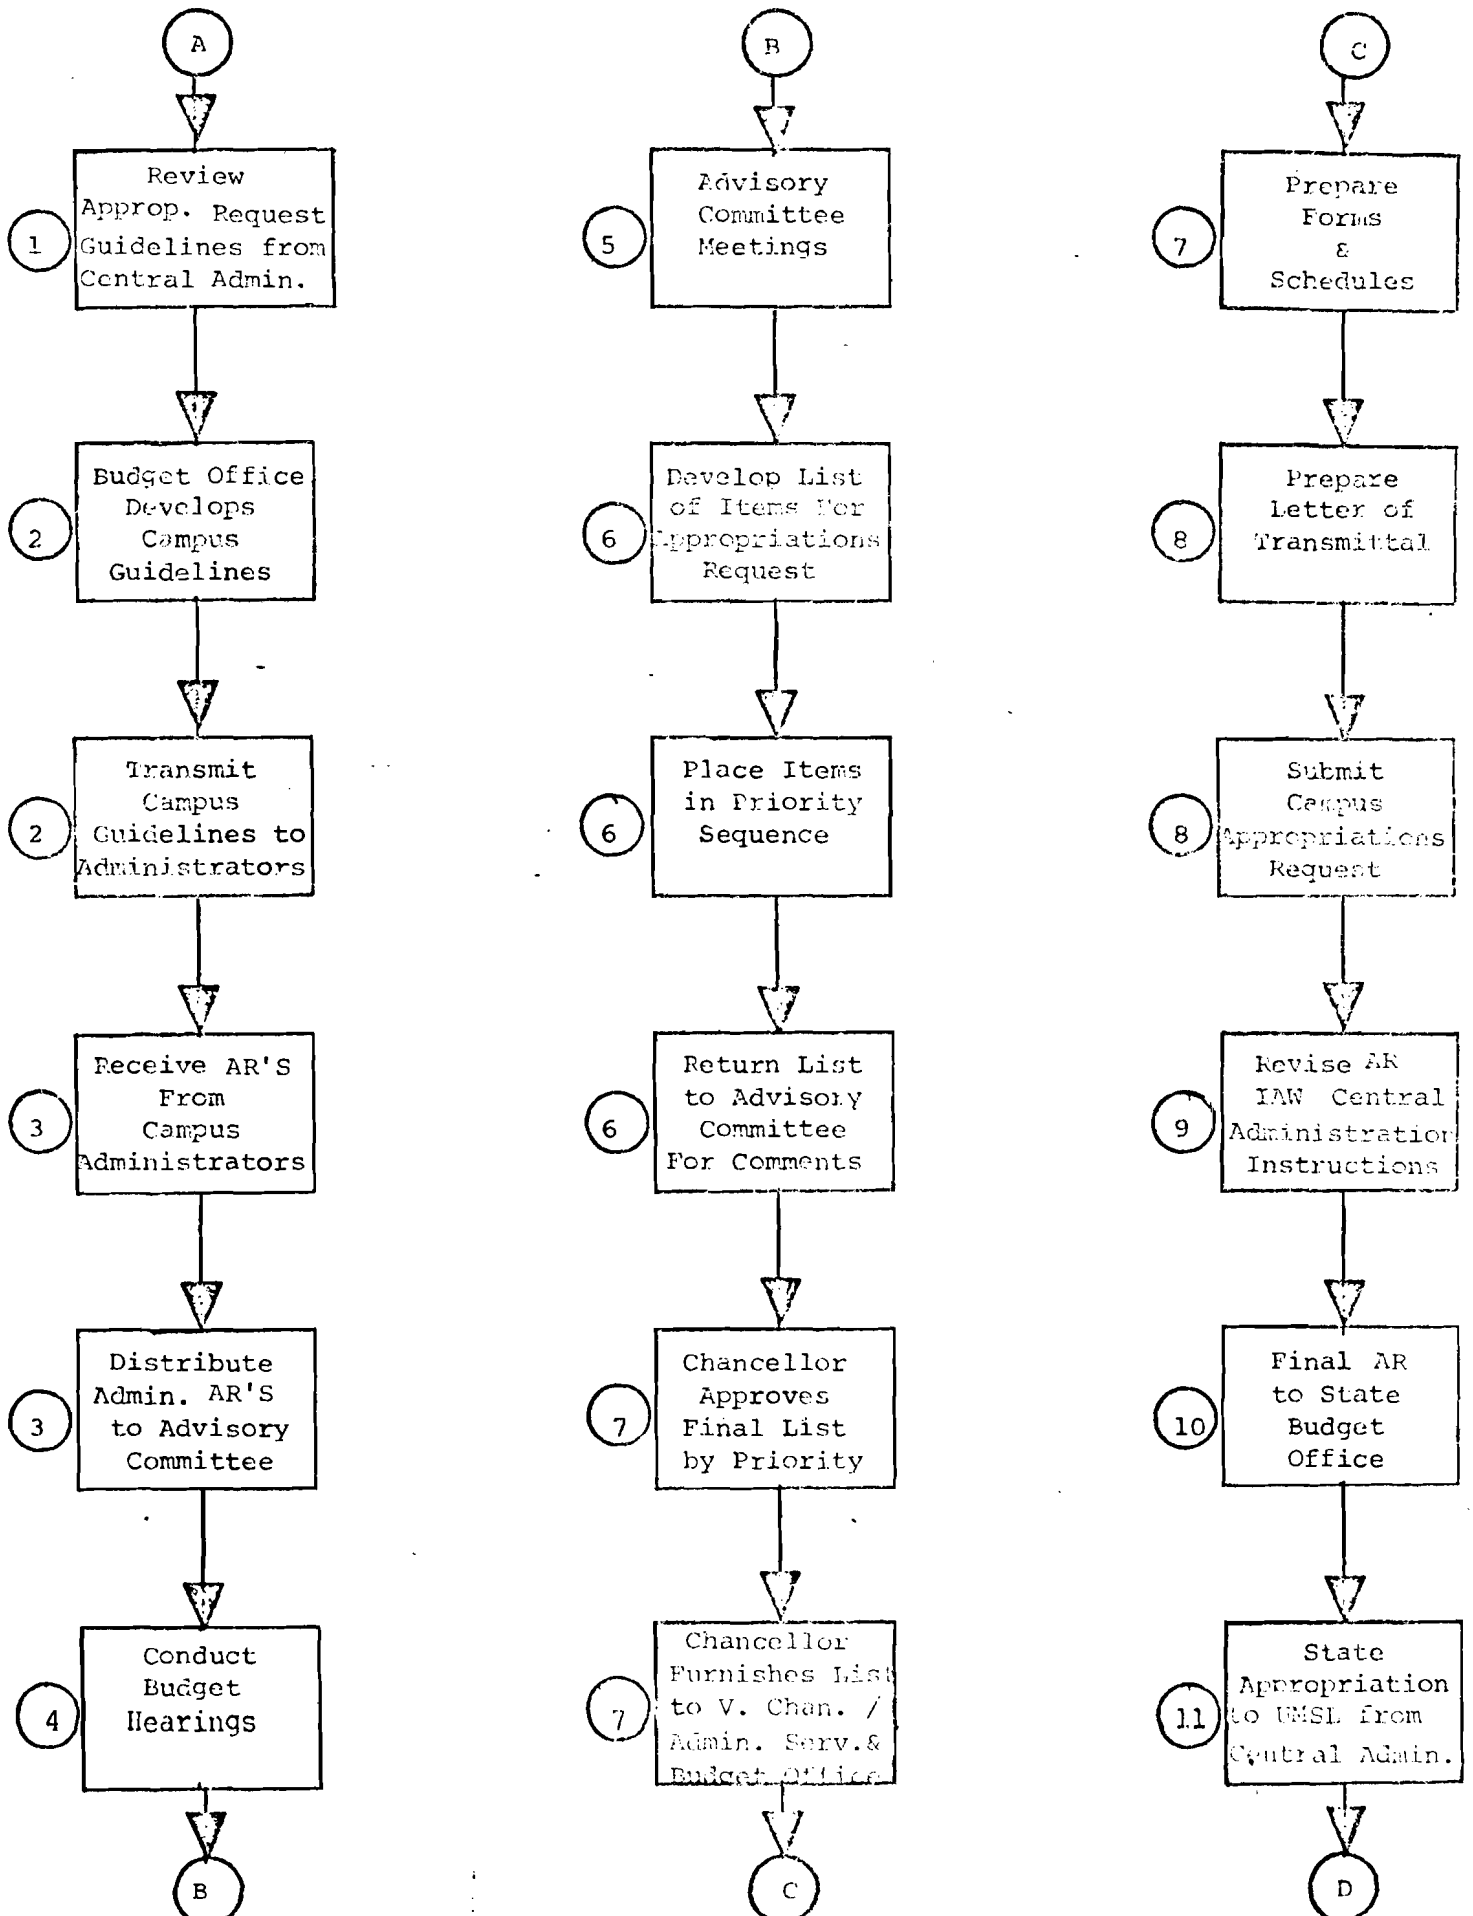 A
1
Review
Approp. Request
Guidelines from
Central Admin.
2
Budget Office
Develops
Campus
Guidelines
2
Transmit
Campus
Guidelines to
Administrators
3
Receive AR'S
From
Campus
Administrators
3
Distribute
Admin. AR'S
to Advisory
Committee
4
Conduct
Budget
Hearings
B
B
5
Advisory
Committee
Meetings
6
Develop List
of Items For
Appropriations
Request
6
Place Items
in Priority
Sequence
6
Return List
to Advisory
Committee
For Comments
7
Chancellor
Approves
Final List
by Priority
7
Chancellor
Furnishes List
to V. Chan. /
Admin. Serv.&
Budget Office
C
C
7
Prepare
Forms
&
Schedules
8
Prepare
Letter of
Transmittal
8
Submit
Campus
Appropriations
Request
9
Revise AR
IAW Central
Administration
Instructions
10
Final AR
to State
Budget
Office
11
State
Appropriation
to UMSL from
Central Admin.
D